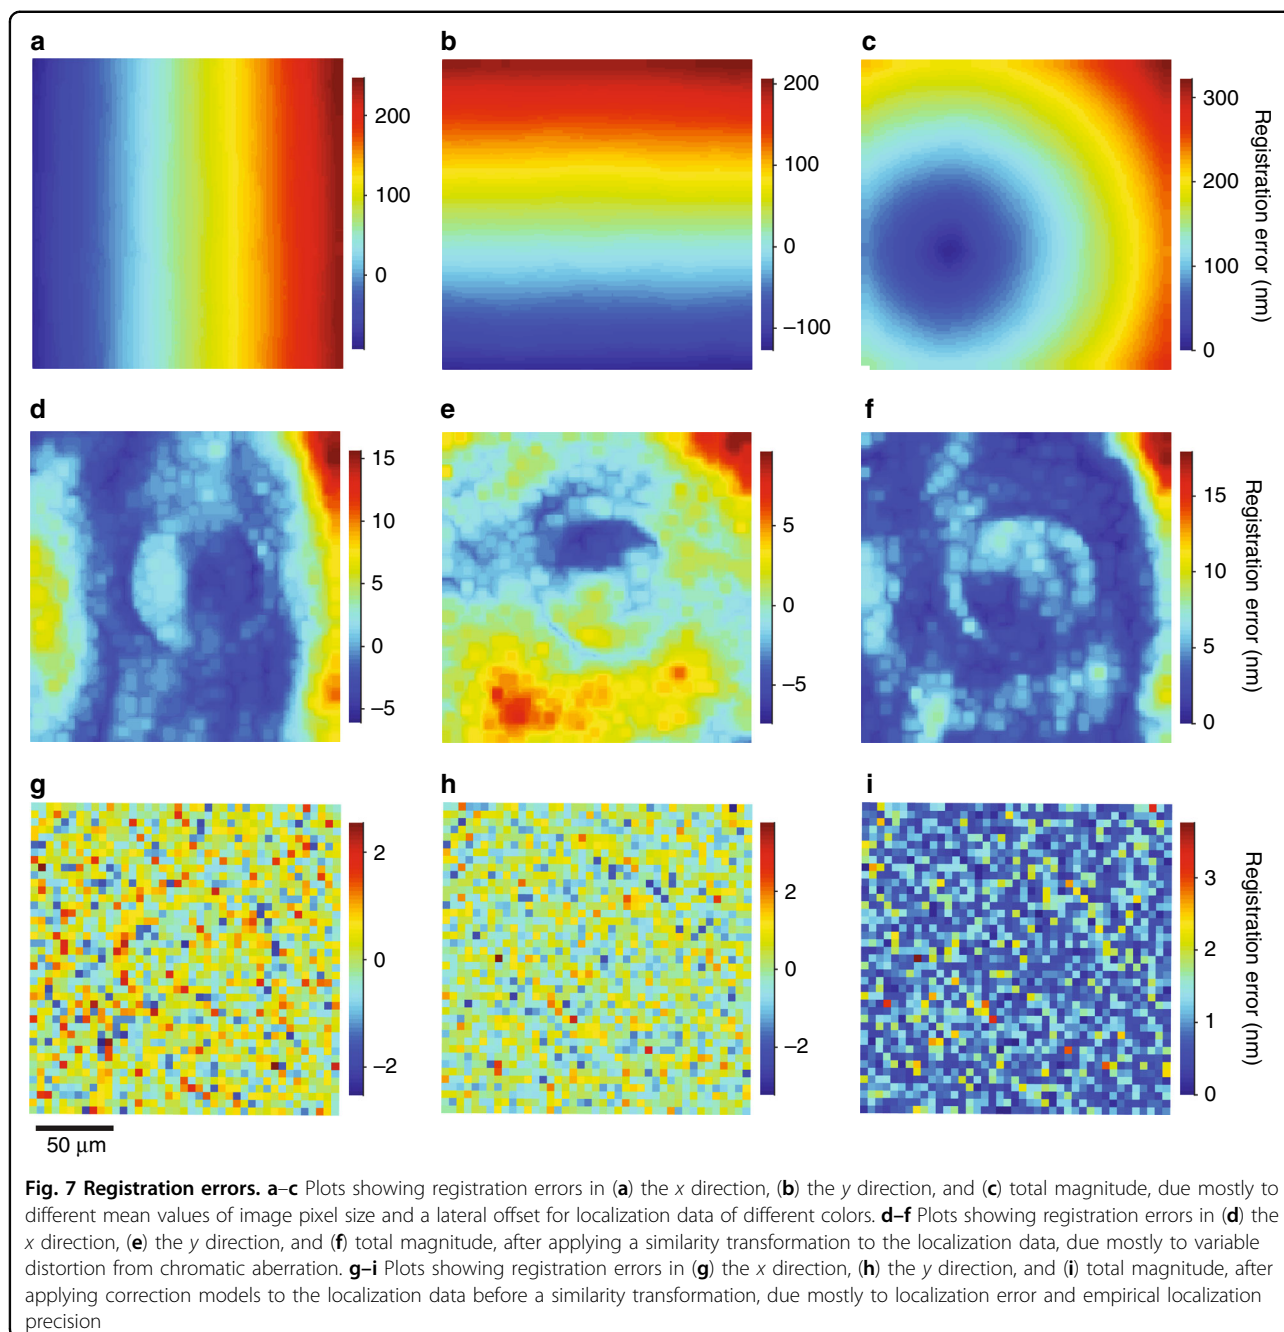 a
b
c
200
100
0
200
100
0
−100
300
200
100
0
Registration error (nm)
d
e
f
15
10
5
0
−5
5
0
−5
15
10
5
0
Registration error (nm)
g
h
i
2
0
−2
2
0
−2
3
2
1
0
Registration error (nm)
50 μm
Fig. 7 Registration errors. a–c Plots showing registration errors in (a) the x direction, (b) the y direction, and (c) total magnitude, due mostly to
different mean values of image pixel size and a lateral offset for localization data of different colors. d–f Plots showing registration errors in (d) the
x direction, (e) the y direction, and (f) total magnitude, after applying a similarity transformation to the localization data, due mostly to variable
distortion from chromatic aberration. g–i Plots showing registration errors in (g) the x direction, (h) the y direction, and (i) total magnitude, after
applying correction models to the localization data before a similarity transformation, due mostly to localization error and empirical localization
precision